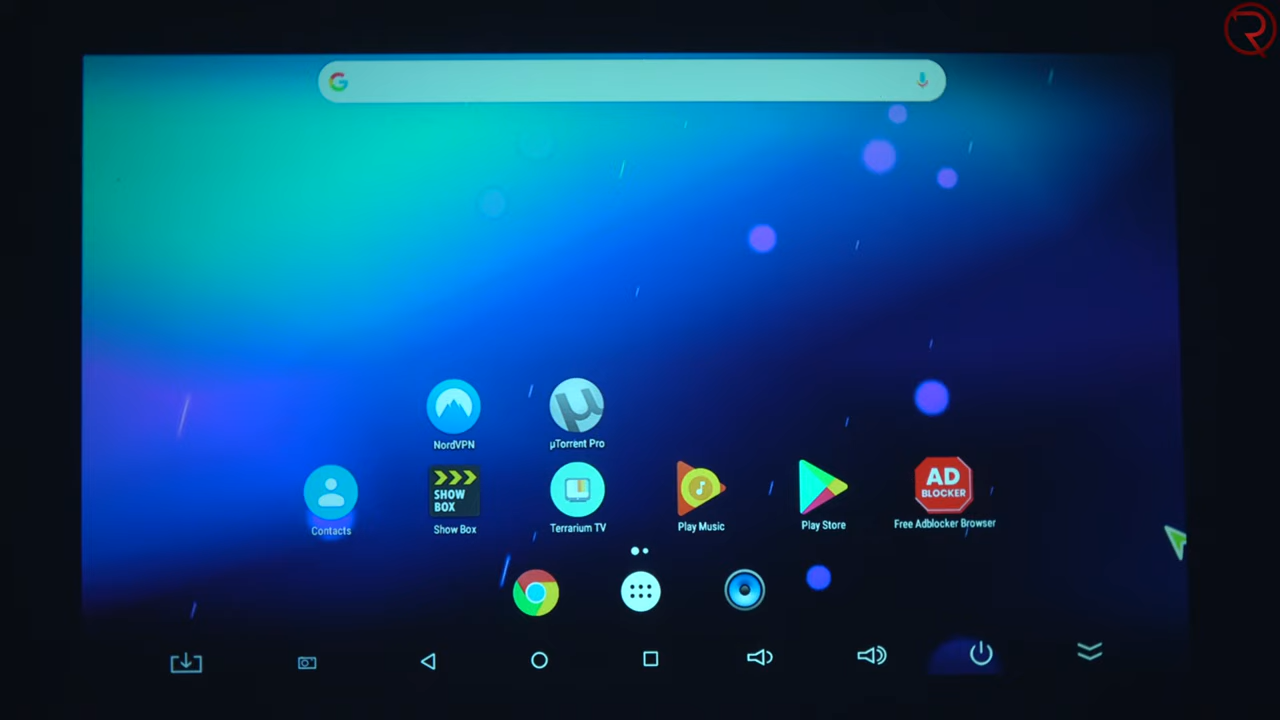 G
NordVPN
µTorrent Pro
SHOW
BOX
AD
BLOCKER
Contacts
Show Box
Terrarium TV
Play Music
Play Store
Free Adblocker Browser